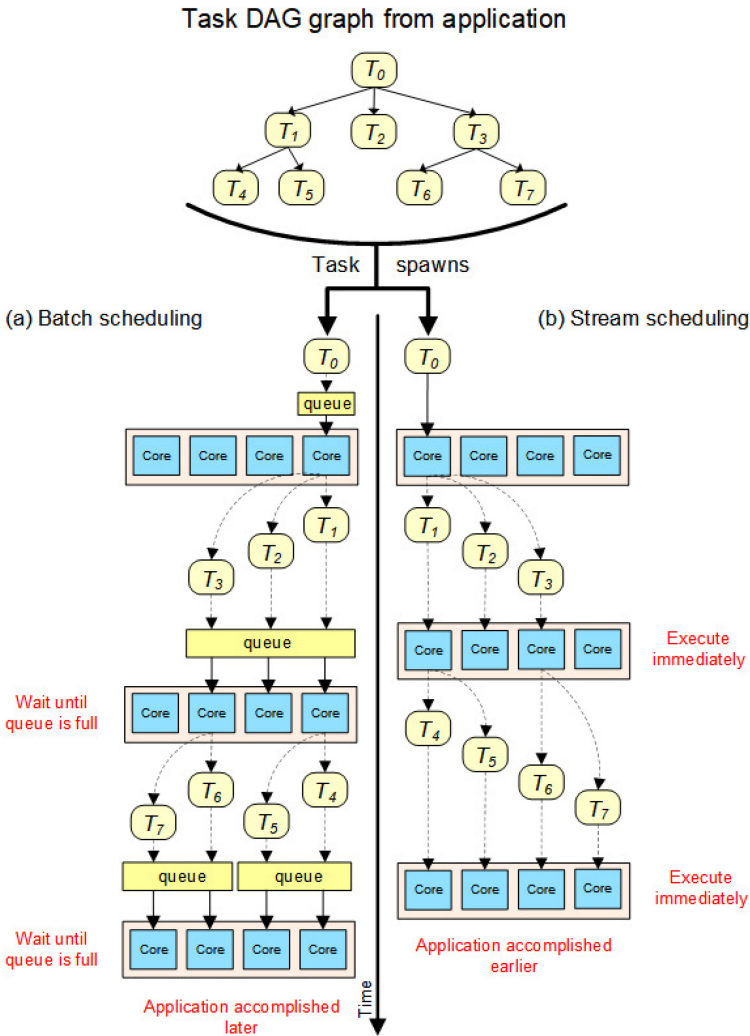 Task DAG graph from application
T0
T1 T2 T3
T4 T5 T6 T7
Task spawns
(a) Batch scheduling
(b) Stream scheduling
T0
queue
Core Core Core Core
T1
T2
T3
queue
Wait until
queue is full
Core Core Core Core
T4
T6
T5
T7
queue queue
Wait until
queue is full
Core Core Core Core
Application accomplished
later
Time
T0
Core Core Core Core
T1
T2
T3
Core Core Core Core
Execute
immediately
T4
T5
T6
T7
Core Core Core Core
Execute
immediately
Application accomplished
earlier